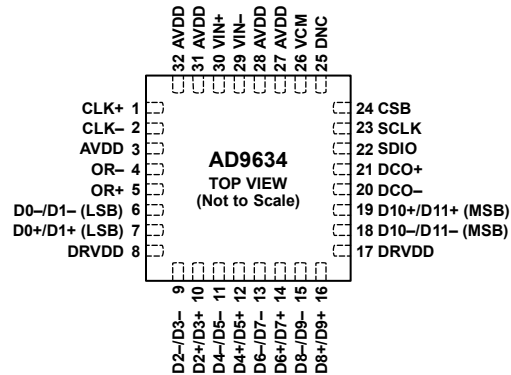 32 AVDD
31 AVDD
30 VIN+
29 VIN–
28 AVDD
27 AVDD
26 VCM
25 DNC
CLK+ 1
CLK– 2
AVDD 3
OR– 4
OR+ 5
D0–/D1– (LSB) 6
D0+/D1+ (LSB) 7
DRVDD 8
AD9634
TOP VIEW
(Not to Scale)
24 CSB
23 SCLK
22 SDIO
21 DCO+
20 DCO–
19 D10+/D11+ (MSB)
18 D10–/D11– (MSB)
17 DRVDD
D2–/D3– 9
D2+/D3+ 10
D4–/D5– 11
D4+/D5+ 12
D6–/D7– 13
D6+/D7+ 14
D8–/D9– 15
D8+/D9+ 16